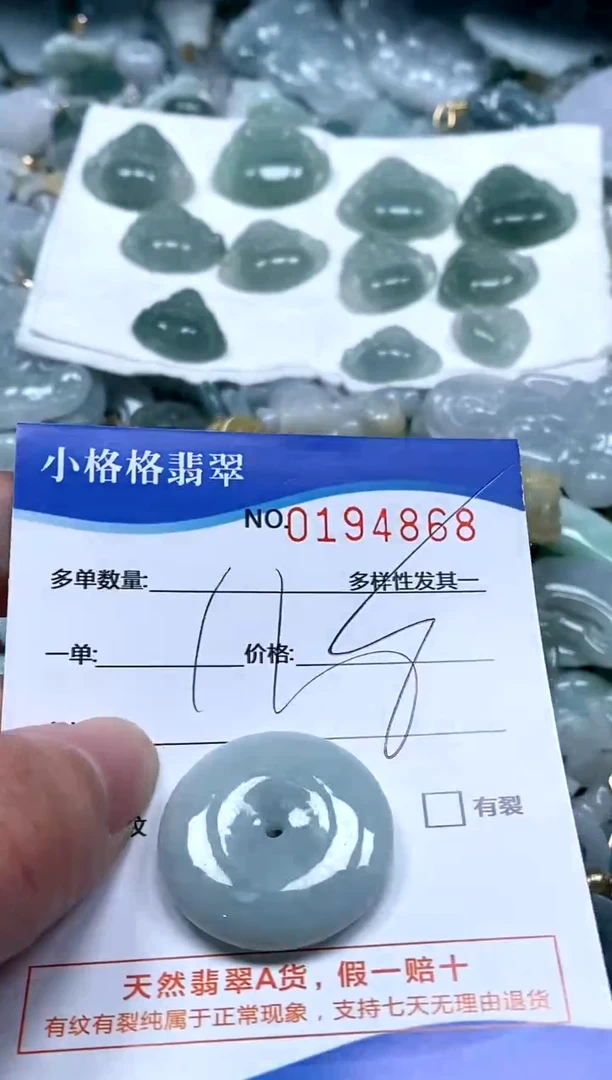 小格格翡翠
NO.0194868
多单数量: 多样性发其一
一单: 价格:
纹
有裂
天然翡翠A货，假一赔十
有纹有裂纯属于正常现象，支持七天无理由退货